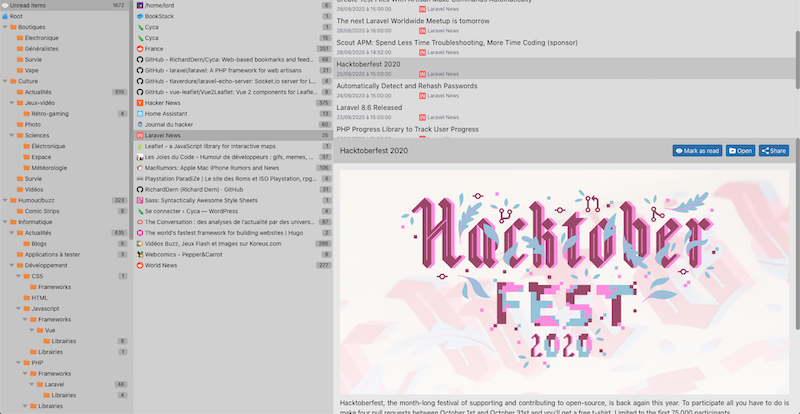 Unread items 1672
Root
Boutiques
Électronique
Généralistes
Survie
Vape
Culture
Actualités 615
Jeux-vidéo
Rétro-gaming 4
Photo
Sciences
Éléctronique
Espace
Météorologie
Survie
Vidéos
Humour/buzz 323
Comic Strips 8
Informatique
Actualités 435
Blogs 6
Applications à tester 4
Développement
CSS 1
Frameworks
HTML
Javascript
Frameworks
Vue
Librairies 9
Librairies 1
PHP
Frameworks
Laravel 46
Librairies 4
Librairies
/home/lord 5
BookStack 4
Cyca 4
Cyca 15
France 251
GitHub - RichardDern/Cyca: Web-based bookmarks and feed... 48
GitHub - laravel/laravel: A PHP framework for web artisans 21
GitHub - tlaverdure/laravel-echo-server: Socket.io server for L...
GitHub - vue-leaflet/Vue2Leaflet: Vue 2 components for Leafle...
Hacker News 375
Home Assistant 13
Journal du hacker 60
Laravel News 25
Leaflet - a JavaScript library for interactive maps 1
Les Joies du Code - Humour de développeurs : gifs, memes, ...
MacRumors: Apple Mac iPhone Rumors and News
Playstation ParadiZe | Le site des Roms et ISO Playstation, rpg... 4
RichardDern (Richard Dern) · GitHub 31
Sass: Syntactically Awesome Style Sheets 1
Se connecter ‹ Cyca — WordPress 4
The Conversation : des analyses de l'actualité par des univers... 87
The world's fastest framework for building websites | Hugo 2
Vidéos Buzz, Jeux Flash et Images sur Koreus.com 286
Webcomics - Pepper&Carrot 2
World News 277
29/09/2020 à 15:00:00 Laravel News
The next Laravel Worldwide Meetup is tomorrow
28/09/2020 à 16:00:00 Laravel News
Scout APM: Spend Less Time Troubleshooting, More Time Coding (sponsor)
28/09/2020 à 14:52:00 Laravel News
Hacktoberfest 2020
25/09/2020 à 15:00:00 Laravel News
Automatically Detect and Rehash Passwords
24/09/2020 à 15:00:00 Laravel News
Laravel 8.6 Released
23/09/2020 à 15:00:00 Laravel News
PHP Progress Library to Track User Progress
Hacktoberfest 2020
Mark as read Open Share
Hacktober
FEST
2020
Hacktoberfest, the month-long festival of supporting and contributing to open-source, is back again this year. To participate all you have to do is
make four pull requests between October 1st and October 31st and you'll get a free t-shirt. Limited to the first 75,000 participants.